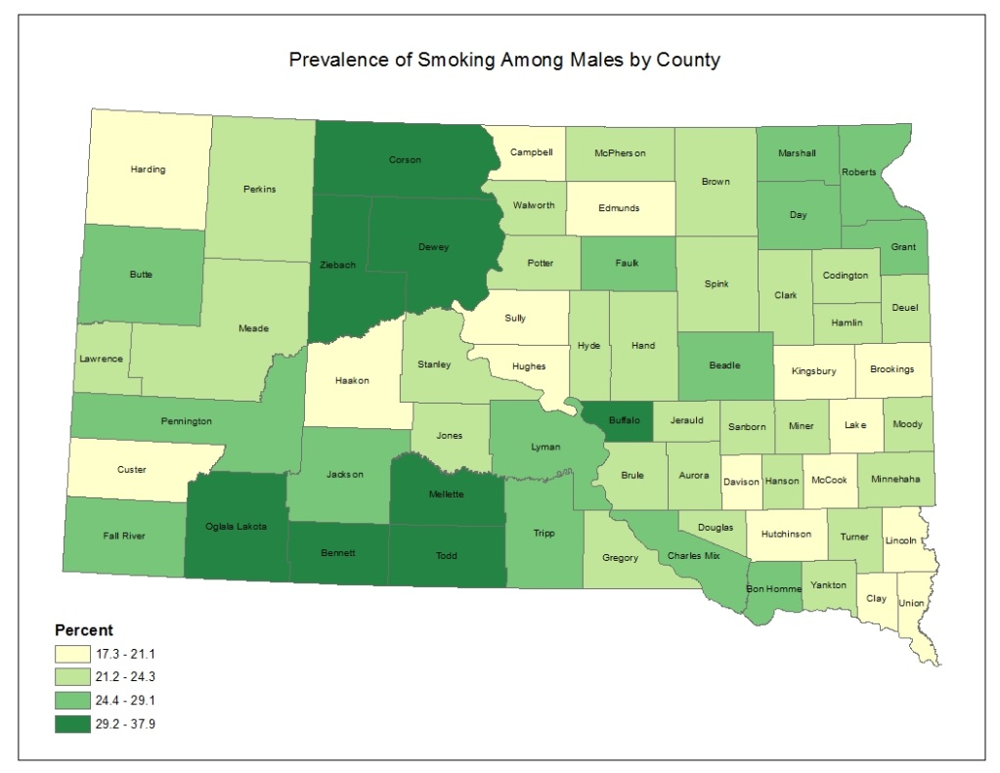 Prevalence of Smoking Among Males by County
Harding
Perkins
Corson
Campbell
McPherson
Brown
Marshall
Roberts
Walworth
Edmunds
Day
Butte
Ziebach
Dewey
Potter
Faulk
Grant
Spink
Clark
Codington
Deuel
Hamlin
Meade
Lawrence
Sully
Hyde
Hand
Haakon
Stanley
Hughes
Beadle
Kingsbury
Brookings
Pennington
Jones
Lyman
Buffalo
Jerauld
Sanborn
Miner
Lake
Moody
Custer
Jackson
Mellette
Brule
Aurora
Davison
Hanson
McCook
Minnehaha
Fall River
Oglala Lakota
Bennett
Todd
Tripp
Gregory
Douglas
Charles Mix
Hutchinson
Turner
Lincoln
Bon Homme
Yankton
Clay
Union
Percent
17.3 - 21.1
21.2 - 24.3
24.4 - 29.1
29.2 - 37.9